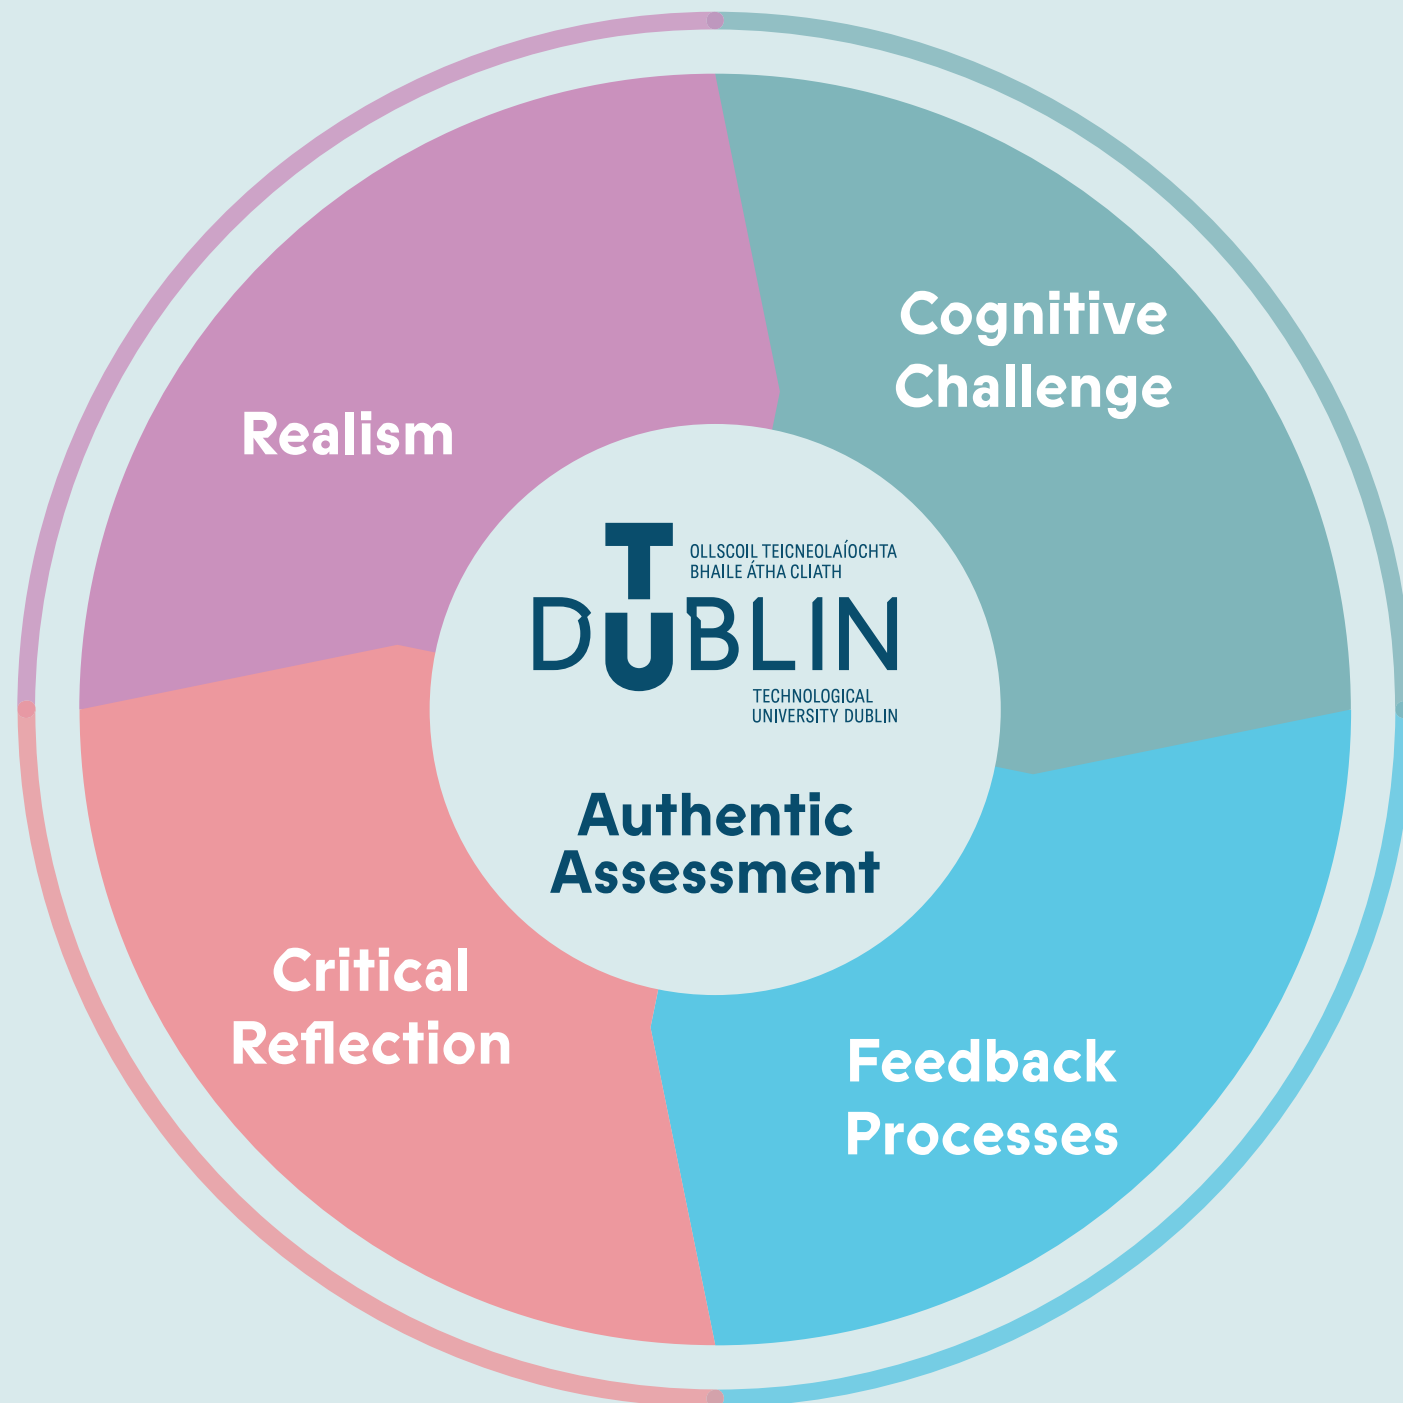 Realism
Cognitive
Challenge
TU DUBLIN
OLLSCOIL TEICNEOLAÍOCHTA
BHAILE ÁTHA CLIATH
TECHNOLOGICAL
UNIVERSITY DUBLIN
Authentic
Assessment
Critical
Reflection
Feedback
Processes